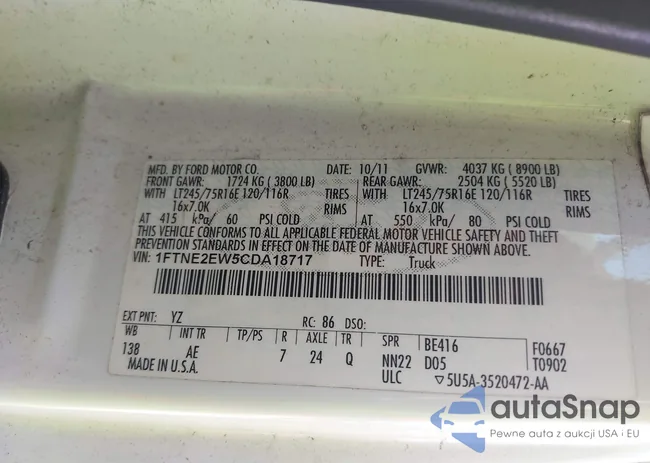 MFD. BY FORD MOTOR CO. DATE: 10/11 GVWR: 4037 KG ( 8900 LB)
FRONT GAWR: 1724 KG ( 3800 LB) REAR GAWR: 2504 KG ( 5520 LB)
WITH LT245/75R16E 120/116R TIRES WITH LT245/75R16E 120/116R TIRES
16x7.0K RIMS 16x7.0K RIMS
AT 415 kPa/ 60 PSI COLD AT 550 kPa/ 80 PSI COLD
THIS VEHICLE CONFORMS TO ALL APPLICABLE FEDERAL MOTOR VEHICLE SAFETY AND THEFT
PREVENTION STANDARDS IN EFFECT ON THE DATE OF MANUFACTURE SHOWN ABOVE.
VIN: 1FTNE2EW5CDA18717 TYPE: Truck
EXT PNT: YZ RC: 86 DSO:
WB INT TR TP/PS R AXLE TR SPR BE416 F0667
138 AE 7 24 Q NN22 D05 T0902
MADE IN U.S.A. ULC ▽5U5A-3520472-AA
autaSnap
Pewne auta z aukcji USA i EU